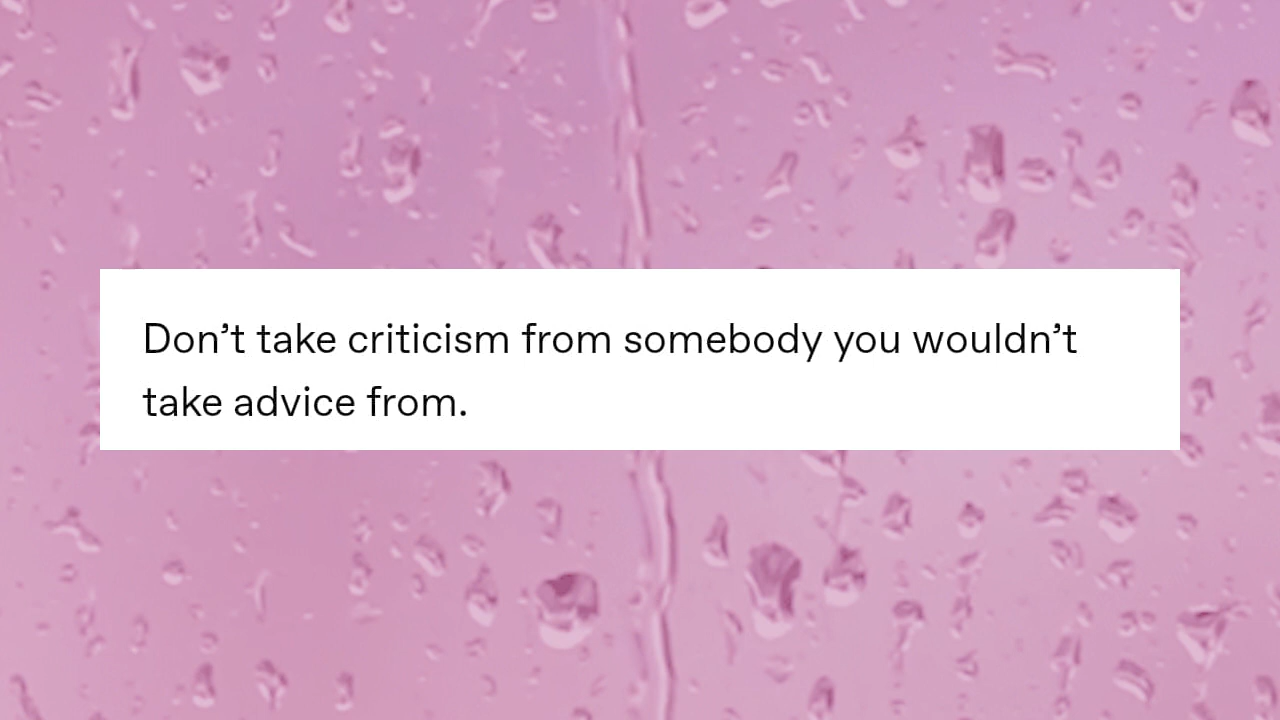 Don’t take criticism from somebody you wouldn’t
take advice from.